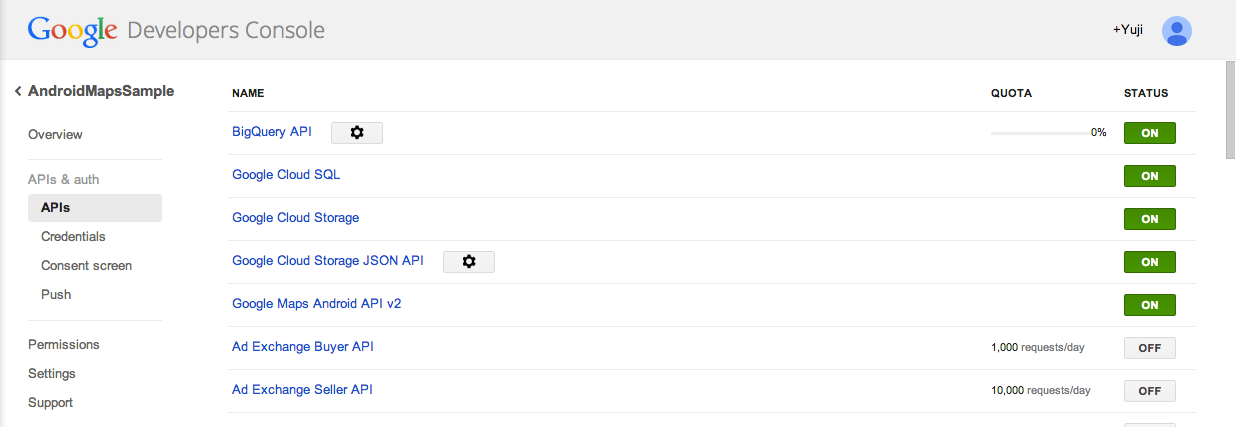 Google Developers Console
+Yuji
AndroidMapsSample
Overview
APIs & auth
APIs
Credentials
Consent screen
Push
Permissions
Settings
Support
NAME QUOTA STATUS
BigQuery API 0% ON
Google Cloud SQL ON
Google Cloud Storage ON
Google Cloud Storage JSON API ON
Google Maps Android API v2 ON
Ad Exchange Buyer API 1,000 requests/day OFF
Ad Exchange Seller API 10,000 requests/day OFF